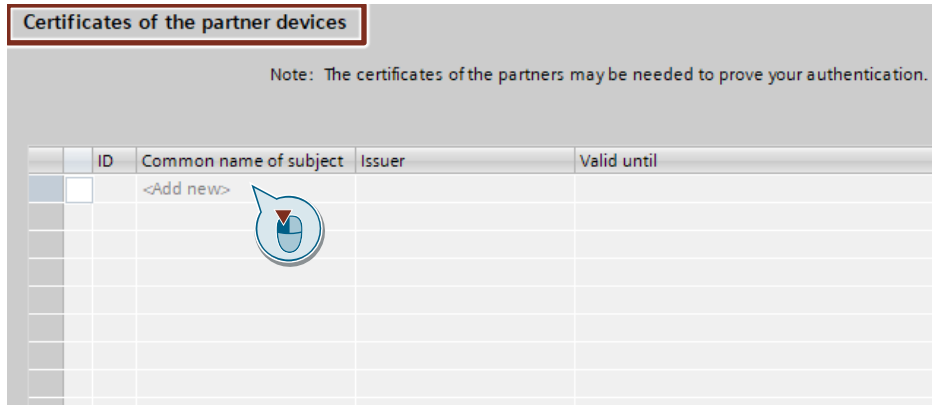 Certificates of the partner devices
Note: The certificates of the partners may be needed to prove your authentication.
ID Common name of subject Issuer Valid until
<Add new>